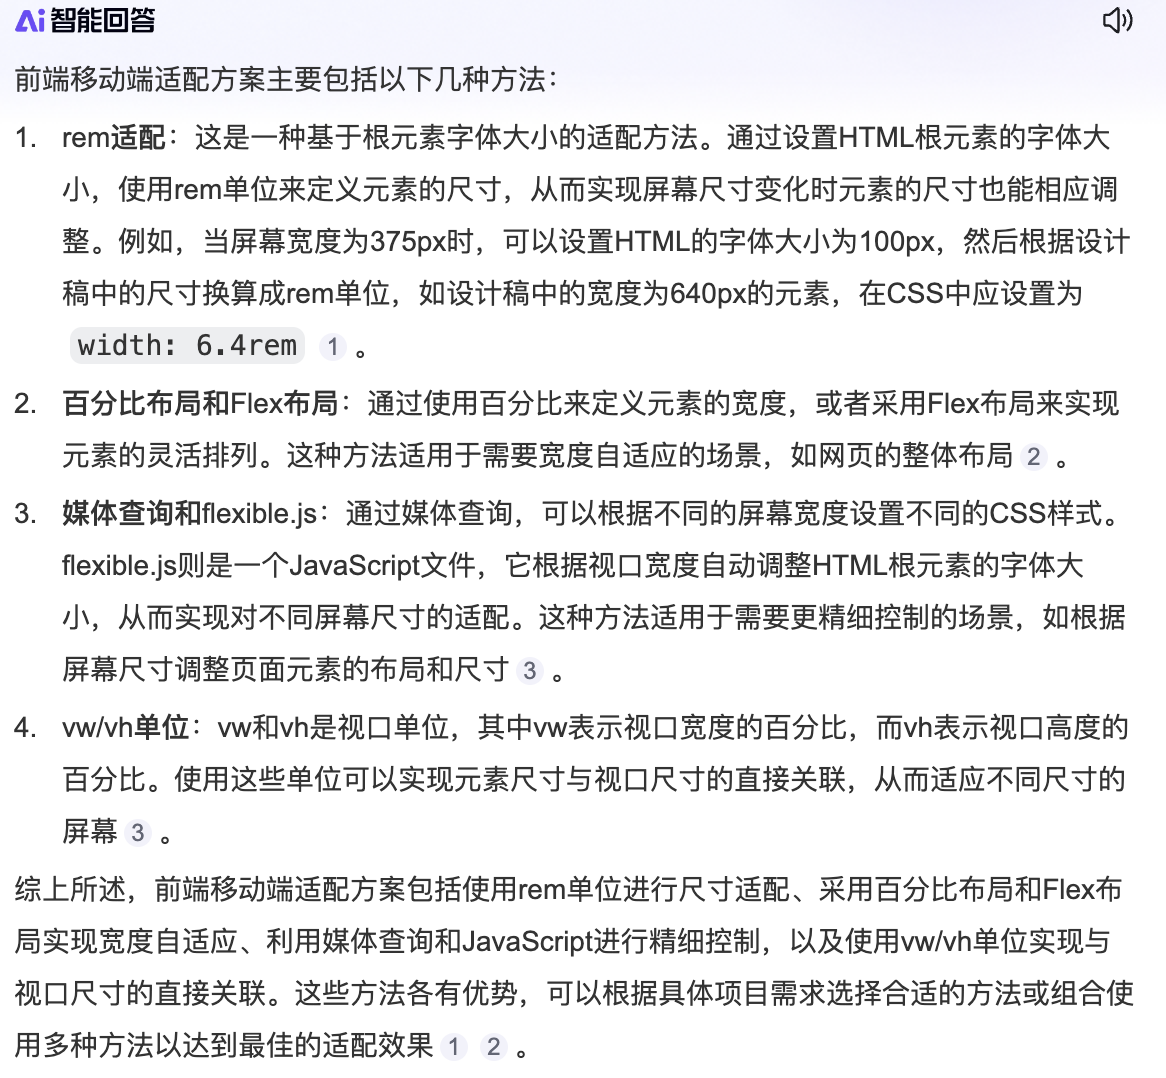 Ai智能回答
前端移动端适配方案主要包括以下几种方法：
1. rem适配：这是一种基于根元素字体大小的适配方法。通过设置HTML根元素的字体大
小，使用rem单位来定义元素的尺寸，从而实现屏幕尺寸变化时元素的尺寸也能相应调
整。例如，当屏幕宽度为375px时，可以设置HTML的字体大小为100px，然后根据设计
稿中的尺寸换算成rem单位，如设计稿中的宽度为640px的元素，在CSS中应设置为
width: 6.4rem 1 。
2. 百分比布局和Flex布局：通过使用百分比来定义元素的宽度，或者采用Flex布局来实现
元素的灵活排列。这种方法适用于需要宽度自适应的场景，如网页的整体布局 2 。
3. 媒体查询和flexible.js：通过媒体查询，可以根据不同的屏幕宽度设置不同的CSS样式。
flexible.js则是一个JavaScript文件，它根据视口宽度自动调整HTML根元素的字体大
小，从而实现对不同屏幕尺寸的适配。这种方法适用于需要更精细控制的场景，如根据
屏幕尺寸调整页面元素的布局和尺寸 3 。
4. vw/vh单位：vw和vh是视口单位，其中vw表示视口宽度的百分比，而vh表示视口高度的
百分比。使用这些单位可以实现元素尺寸与视口尺寸的直接关联，从而适应不同尺寸的
屏幕 3 。
综上所述，前端移动端适配方案包括使用rem单位进行尺寸适配、采用百分比布局和Flex布
局实现宽度自适应、利用媒体查询和JavaScript进行精细控制，以及使用vw/vh单位实现与
视口尺寸的直接关联。这些方法各有优势，可以根据具体项目需求选择合适的方法或组合使
用多种方法以达到最佳的适配效果 1 2 。